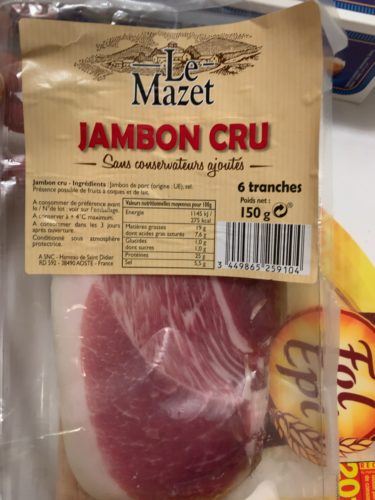 Le
Mazet
JAMBON CRU
Sans conservateurs ajoutés
Jambon cru - Ingrédients : Jambon de porc (origine : UE), sel.
Présence possible de fruits à coques et de lait.
A consommer de préférence avant
le / N° de lot : voir sur l'emballage.
A conserver à + 4°C maximum.
A consommer dans les 3 jours
après ouverture.
Conditionné sous atmosphère
protectrice.
A SNC - Hameau de Saint Didier
RD 592 - 38490 AOSTE - France
Valeurs nutritionnelles moyennes pour 100g
Energie 1145 kJ /
275 kcal
Matières grasses 19 g
dont acides gras saturés 7,6 g
Glucides 1,0 g
dont sucres 1,0 g
Protéines 25 g
Sel 5,5 g
6 tranches
Poids net :
150 g e
3 449865 259104
Fol
Epi
20